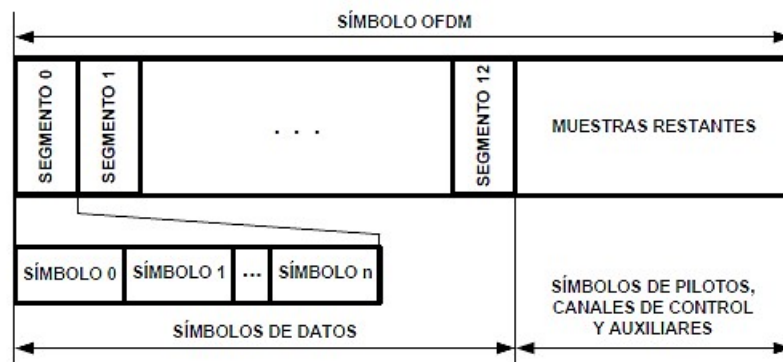 SÍMBOLO OFDM
SEGMENTO 0
SEGMENTO 1
. . .
SEGMENTO 12
MUESTRAS RESTANTES
SÍMBOLO 0
SÍMBOLO 1
...
SÍMBOLO n
SÍMBOLOS DE DATOS
SÍMBOLOS DE PILOTOS,
CANALES DE CONTROL
Y AUXILIARES